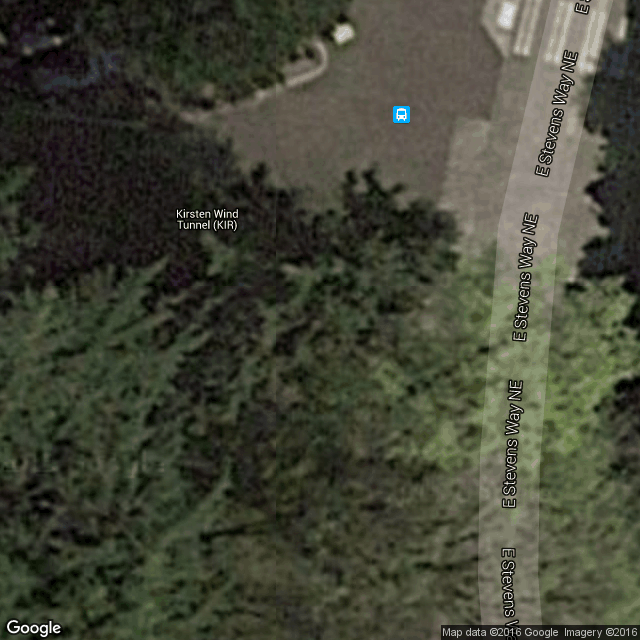 E S
E Stevens Way NE
Kirsten Wind
Tunnel (KIR)
E Stevens Way NE
E Stevens Way NE
E Stevens W
Google
Map data ©2016 Google Imagery ©2016